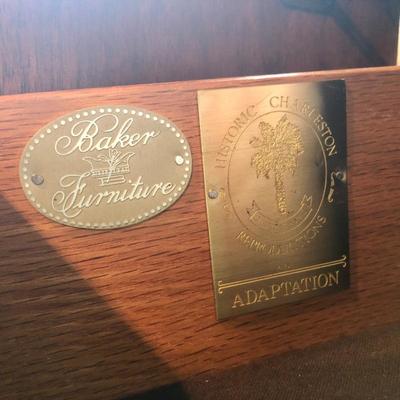 Baker
Furniture
HISTORIC CHARLESTON
REPRODUCTIONS
ADAPTATION